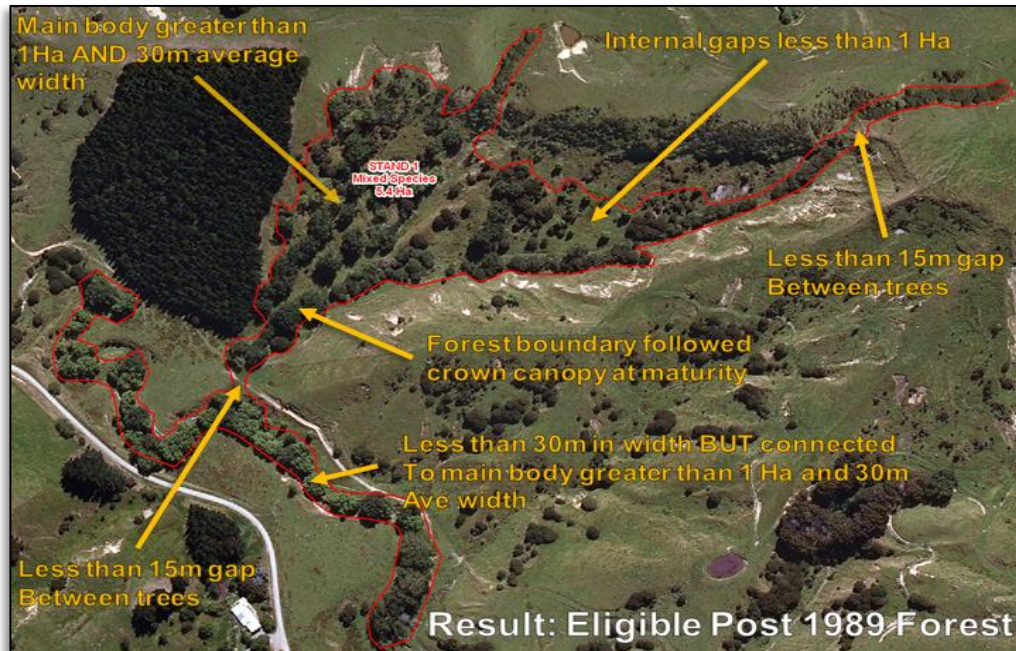 Main body greater than
1Ha AND 30m average
width
Internal gaps less than 1 Ha
STAND 1
Mixed Species
5.4 Ha
Less than 15m gap
Between trees
Forest boundary followed
crown canopy at maturity
Less than 30m in width BUT connected
To main body greater than 1 Ha and 30m
Ave width
Less than 15m gap
Between trees
Result: Eligible Post 1989 Forest